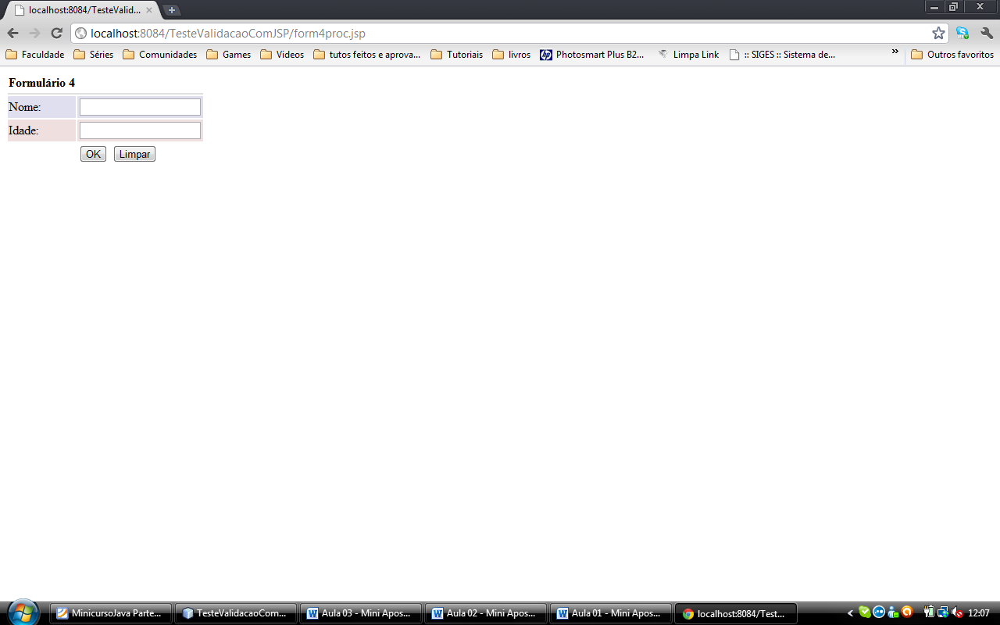 localhost:8084/TesteValid...
localhost:8084/TesteValidacaoComJSP/form4proc.jsp
Faculdade Séries Comunidades Games Videos tutos feitos e aprova... Tutoriais livros hp Photosmart Plus B2... Limpa Link :: SIGES :: Sistema de... » Outros favoritos
Formulário 4
Nome:
Idade:
OK Limpar
MinicursoJava Parte... TesteValidacaoCom... Aula 03 - Mini Apos... Aula 02 - Mini Apos... Aula 01 - Mini Apos... localhost:8084/Test... 12:07